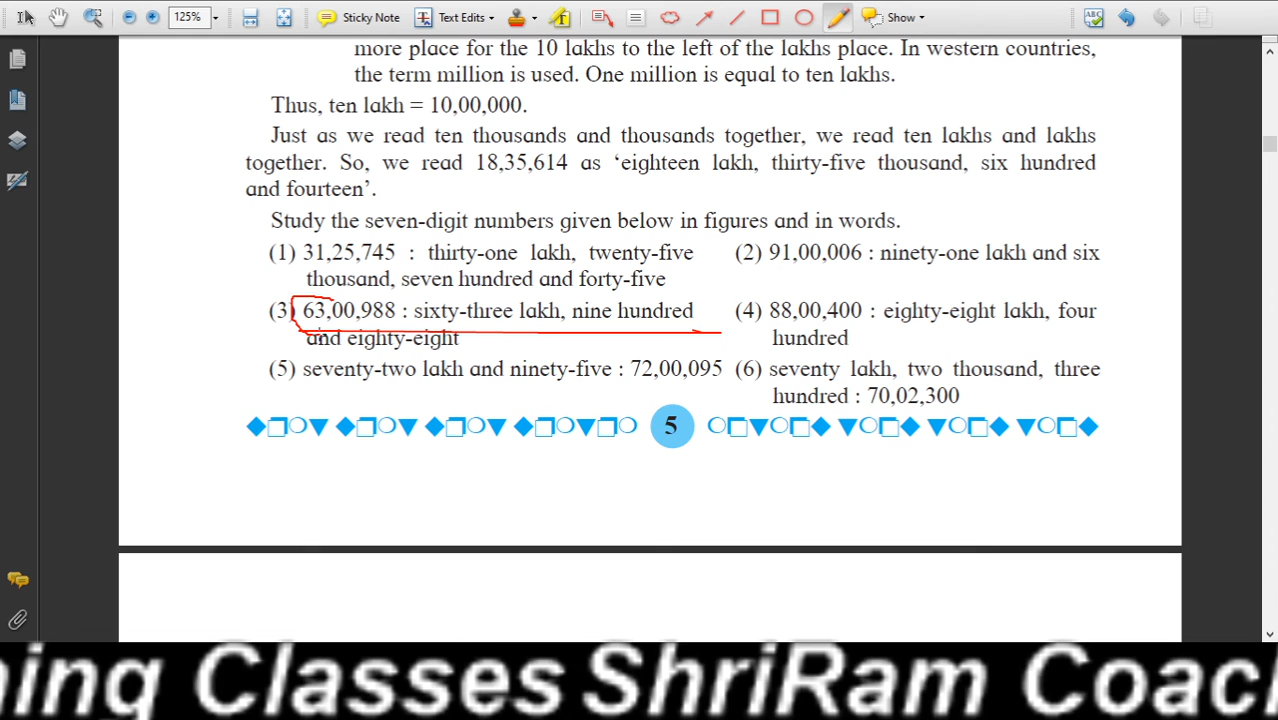 125%
Sticky Note
Text Edits
Show
more place for the 10 lakhs to the left of the lakhs place. In western countries,
the term million is used. One million is equal to ten lakhs.
Thus, ten lakh = 10,00,000.
Just as we read ten thousands and thousands together, we read ten lakhs and lakhs
together. So, we read 18,35,614 as ‘eighteen lakh, thirty-five thousand, six hundred
and fourteen’.
Study the seven-digit numbers given below in figures and in words.
(1) 31,25,745 : thirty-one lakh, twenty-five
thousand, seven hundred and forty-five
(2) 91,00,006 : ninety-one lakh and six
(3) 63,00,988 : sixty-three lakh, nine hundred
and eighty-eight
(4) 88,00,400 : eighty-eight lakh, four
hundred
(5) seventy-two lakh and ninety-five : 72,00,095
(6) seventy lakh, two thousand, three
hundred : 70,02,300
5
ning Classes ShriRam Coac